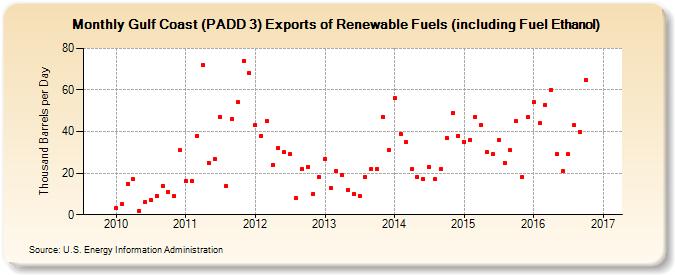 Monthly Gulf Coast (PADD 3) Exports of Renewable Fuels (including Fuel Ethanol)
Thousand Barrels per Day
80
60
40
20
0
2010 2011 2012 2013 2014 2015 2016 2017
Source: U.S. Energy Information Administration